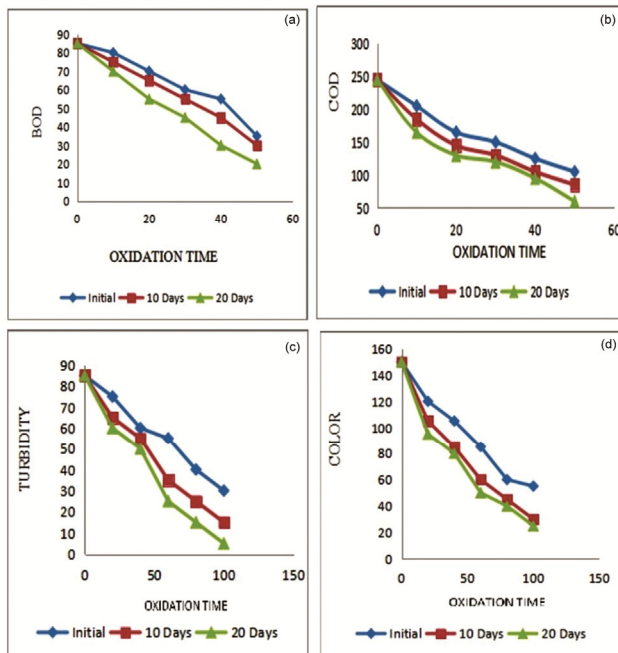 (a)
90
80
70
60
50
40
30
20
10
0
BOD
0 20 40 60
OXIDATION TIME
Initial 10 Days 20 Days
(b)
300
250
200
150
100
50
COD
0 20 40 60
OXIDATION TIME
Initial 10 Days 20 Days
(c)
90
80
70
60
50
40
30
20
10
0
TURBIDITY
0 50 100 150
OXIDATION TIME
Initial 10 Days 20 Days
(d)
160
140
120
100
80
60
40
20
0
COLOR
0 50 100 150
OXIDATION TIME
Initial 10 Days 20 Days